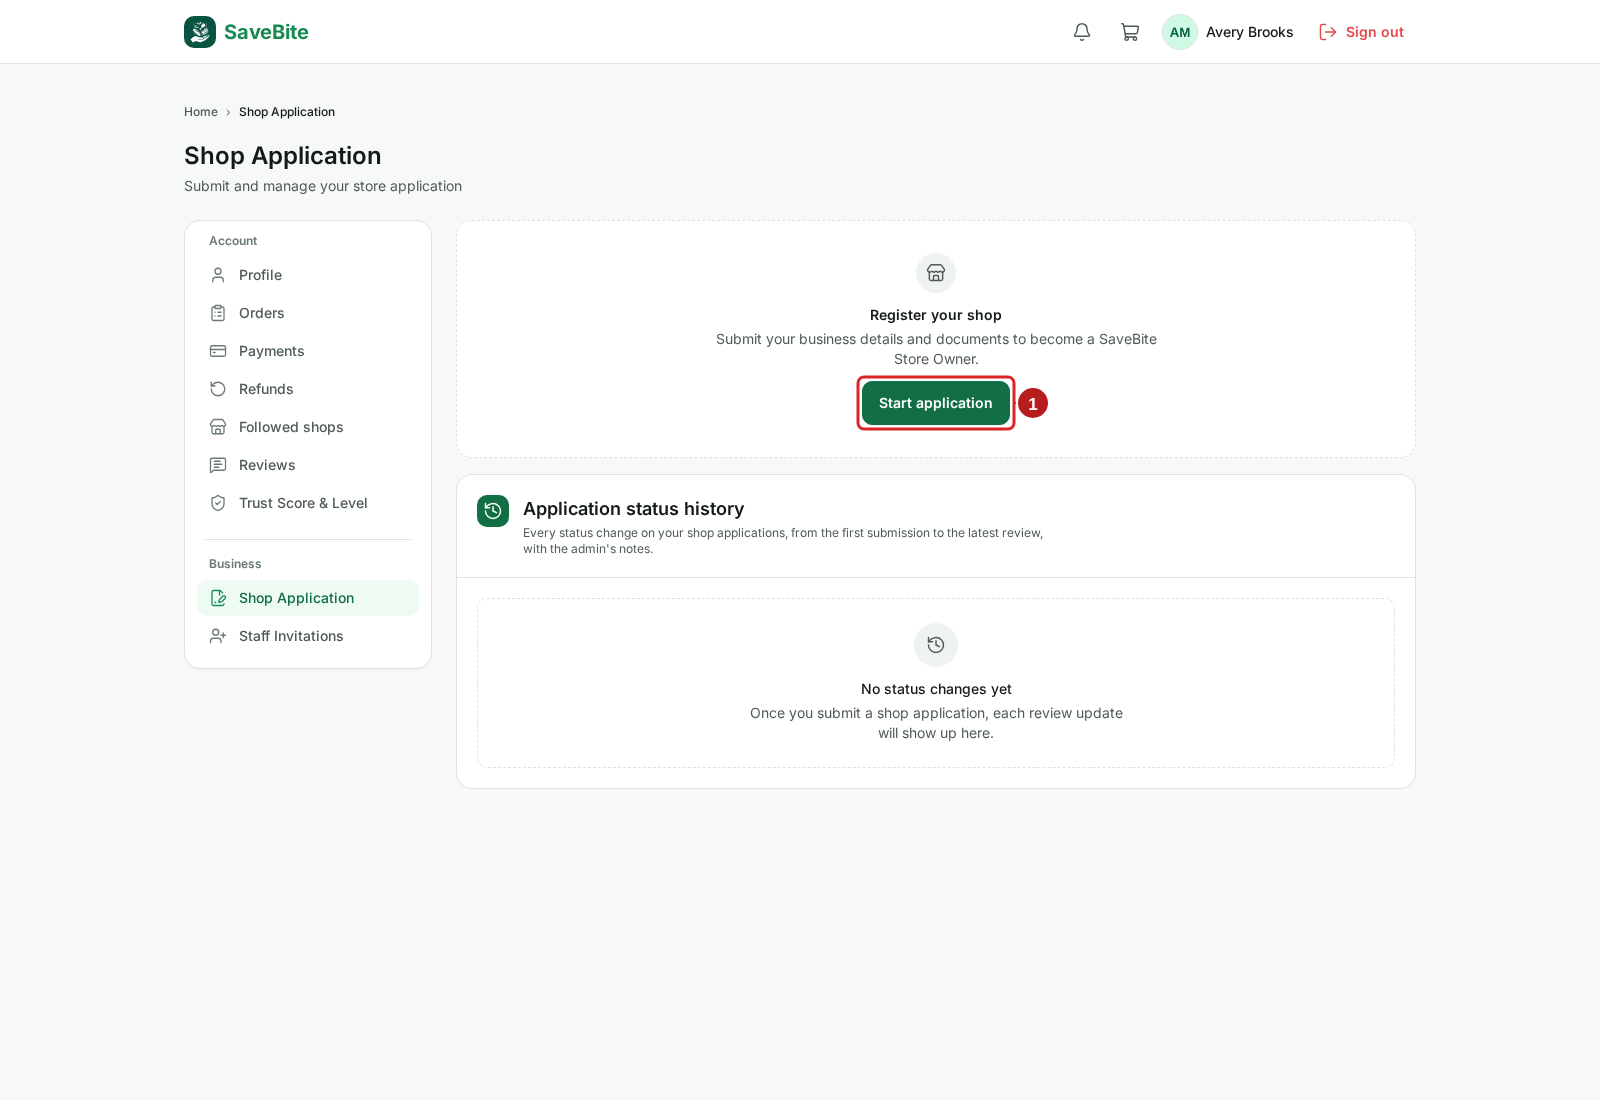 SaveBite
AM
Avery Brooks
Sign out
Home › Shop Application
Shop Application
Submit and manage your store application
Account
Profile
Orders
Payments
Refunds
Followed shops
Reviews
Trust Score & Level
Business
Shop Application
Staff Invitations
Register your shop
Submit your business details and documents to become a SaveBite
Store Owner.
Start application
1
Application status history
Every status change on your shop applications, from the first submission to the latest review,
with the admin's notes.
No status changes yet
Once you submit a shop application, each review update
will show up here.